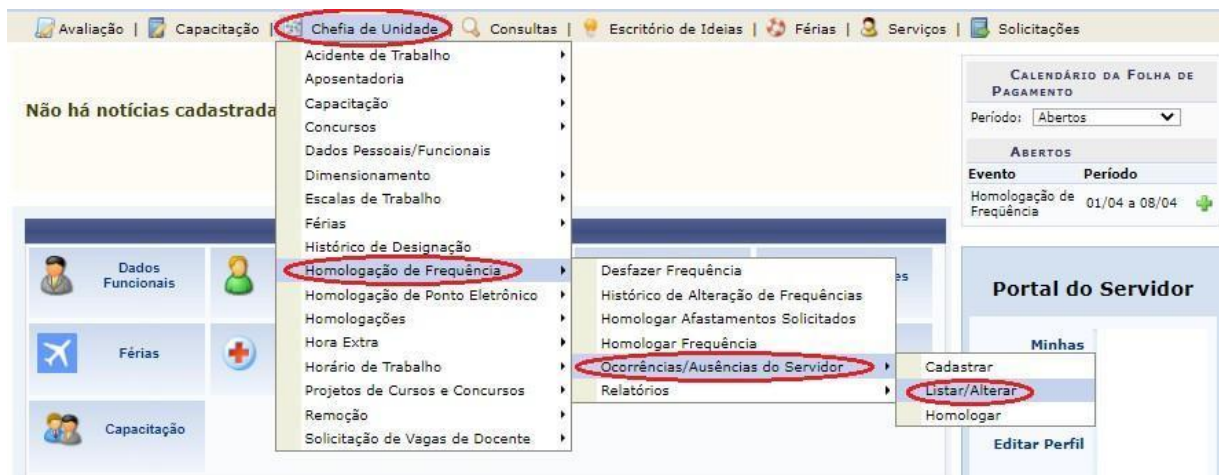 Avaliação | Capacitação | Chefia de Unidade | Consultas | Escritório de Ideias | Férias | Serviços | Solicitações
Não há notícias cadastrada
Acidente de Trabalho
Aposentadoria
Capacitação
Concursos
Dados Pessoais/Funcionais
Dimensionamento
Escalas de Trabalho
Férias
Histórico de Designação
Homologação de Frequência
Homologação de Ponto Eletrônico
Homologações
Hora Extra
Horário de Trabalho
Projetos de Cursos e Concursos
Remoção
Solicitação de Vagas de Docente
Desfazer Frequência
Histórico de Alteração de Frequências
Homologar Afastamentos Solicitados
Homologar Frequência
Ocorrências/Ausências do Servidor
Relatórios
Cadastrar
Listar/Alterar
Homologar
Dados
Funcionais
Férias
Capacitação
es
CALENDÁRIO DA FOLHA DE
PAGAMENTO
Período: Abertos
ABERTOS
Evento Período
Homologação de
Freqüência 01/04 a 08/04
Portal do Servidor
Minhas
Editar Perfil